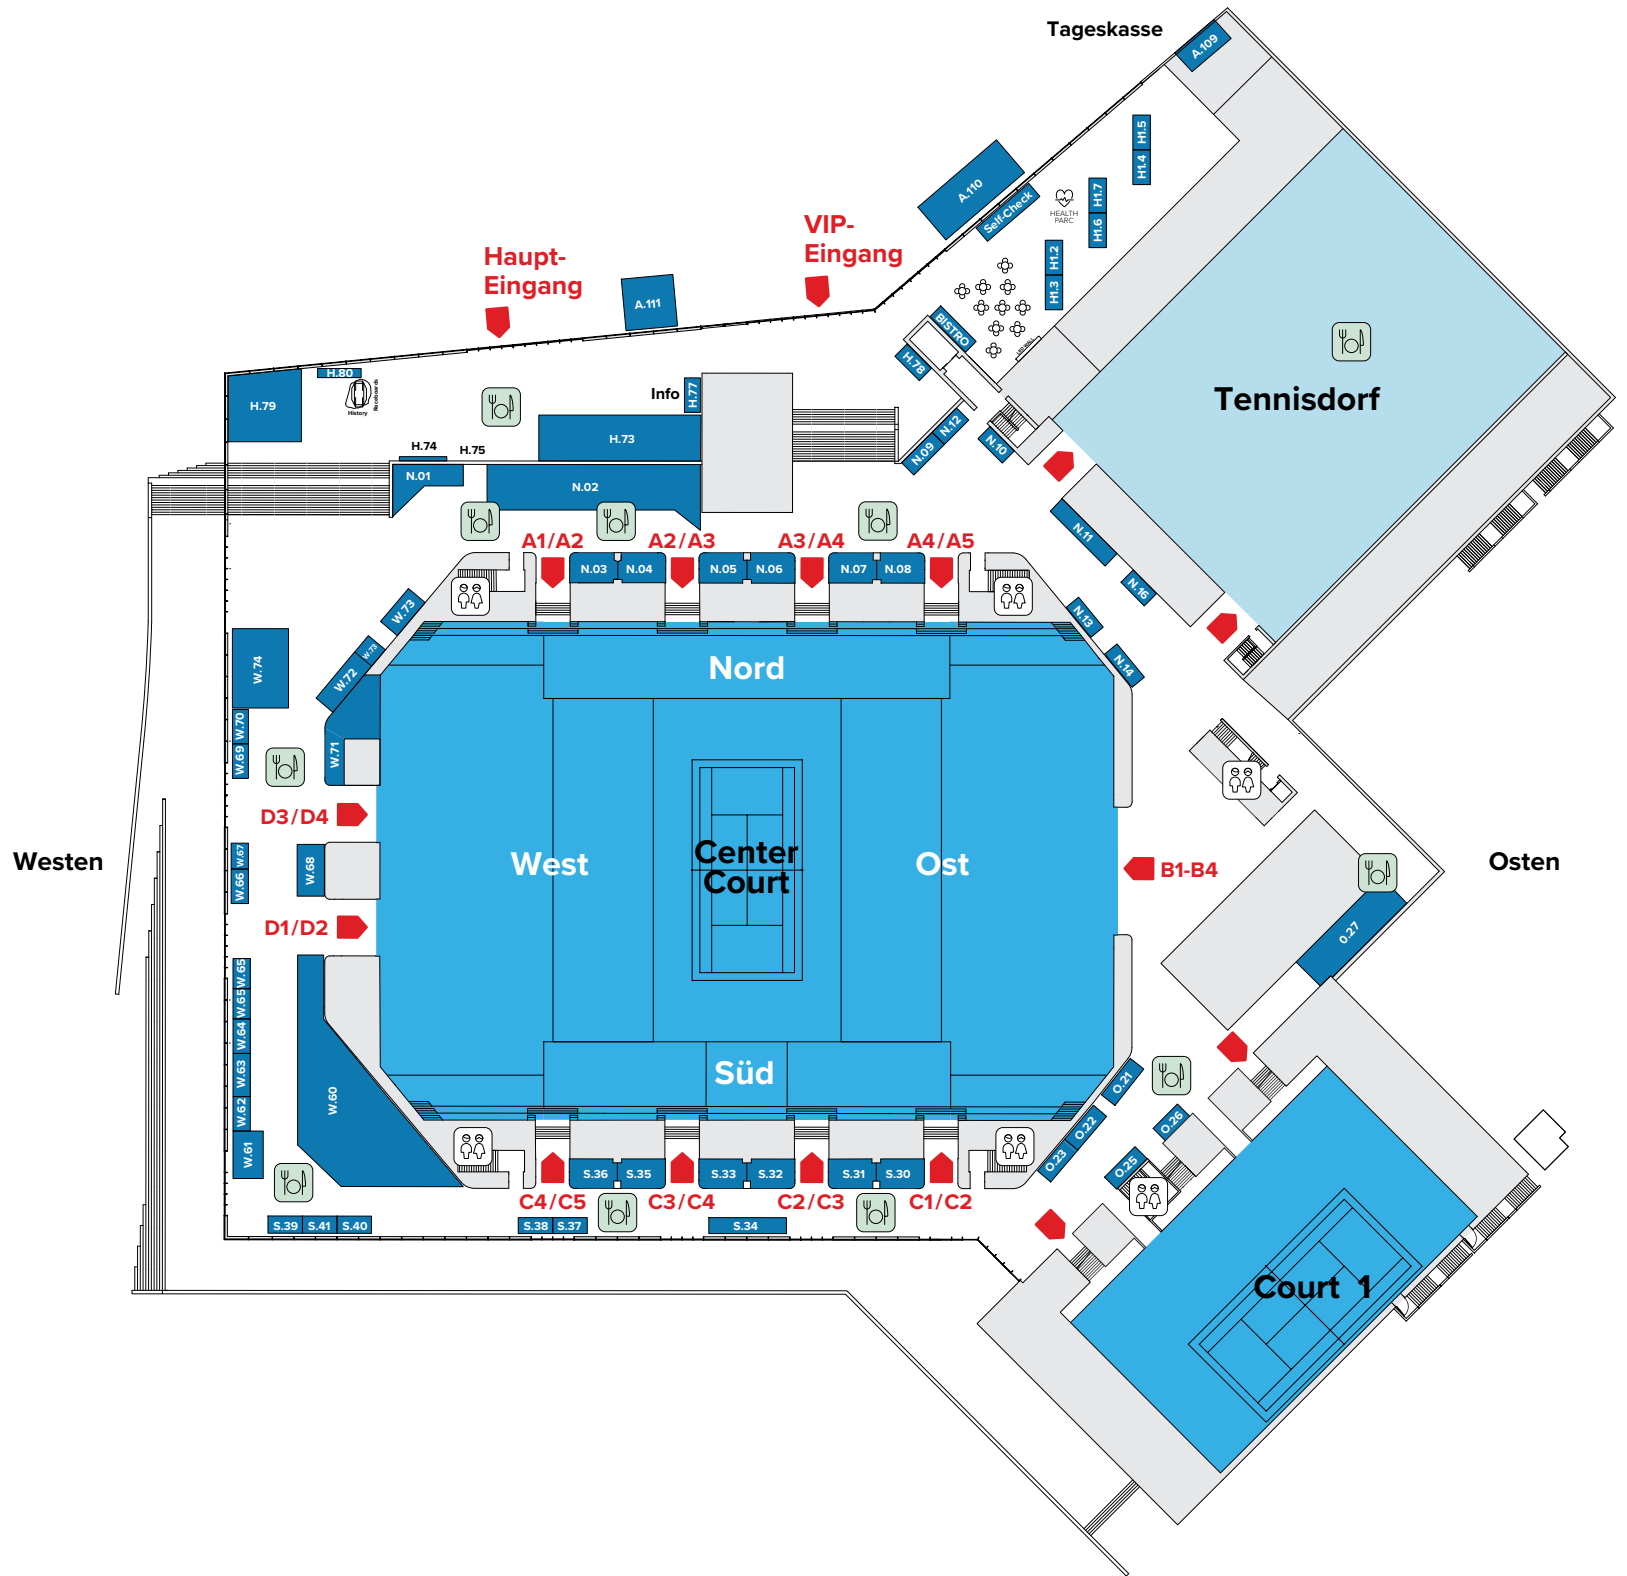 Tageskasse
A.109
H1.5
H1.4
A.110
Self-Check
HEALTH
PARC
H1.7
H1.6
VIP-
Eingang
Haupt-
Eingang
H1.2
H1.3
A.111
BISTRO
LED WALL
H.78
H.80
History
Raceboards
H.79
Info
H.77
Tennisdorf
H.73
H.74
H.75
N.12
N.09
N.10
N.01
N.02
N.11
A1/A2
A2/A3
A3/A4
A4/A5
N.03
N.04
N.05
N.06
N.07
N.08
N.16
W.73
N.13
W.73
W.72
N.14
W.74
Nord
W.70
W.69
W.71
D3/D4
Westen
W.67
W.66
W.68
West
Center
Court
Ost
B1-B4
Osten
D1/D2
O.27
W.65
W.65
W.64
W.63
W.62
W.61
W.60
Süd
O.21
O.22
O.23
O.26
O.25
S.36
S.35
S.33
S.32
S.31
S.30
C4/C5
C3/C4
C2/C3
C1/C2
S.39
S.41
S.40
S.38
S.37
S.34
Court 1